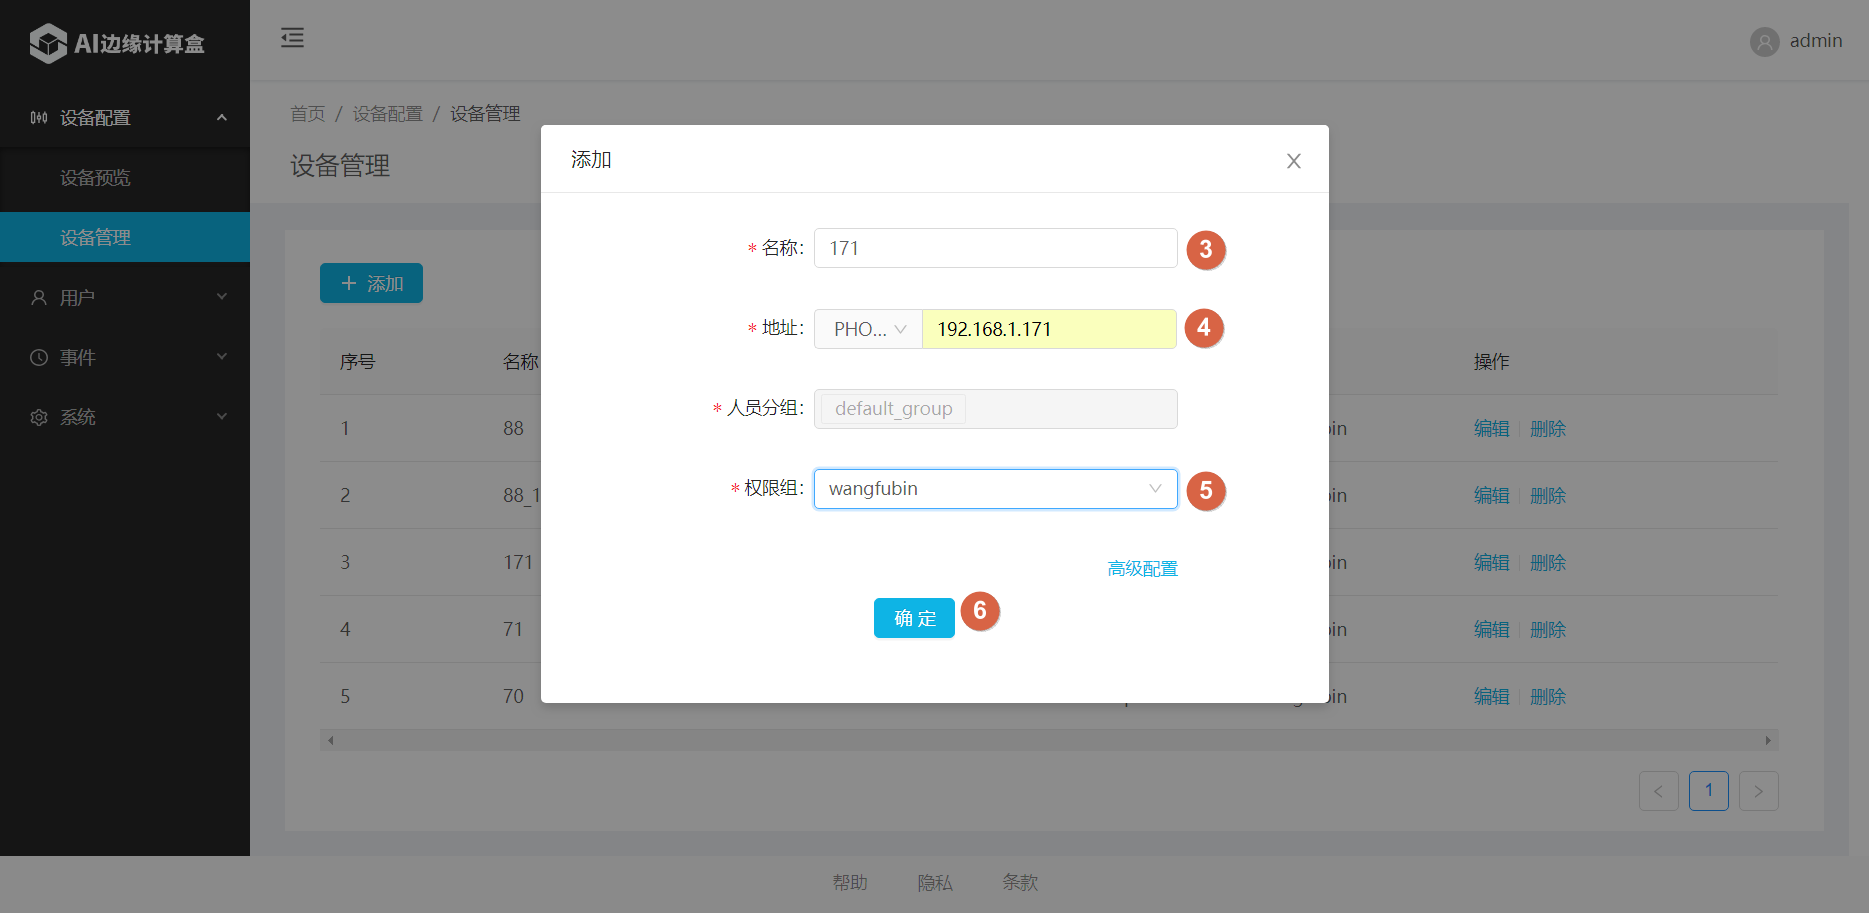 AI边缘计算盒
admin
设备配置
设备预览
设备管理
用户
事件
系统
首页 / 设备配置 / 设备管理
设备管理
添加
序号 名称 操作
1 88 编辑 删除
2 88_1 编辑 删除
3 171 编辑 删除
4 71 编辑 删除
5 70 编辑 删除
添加
* 名称: 171 3
* 地址: PHO... 192.168.1.171 4
* 人员分组: default_group
* 权限组: wangfubin 5
高级配置
确 定 6
< 1 >
帮助 隐私 条款